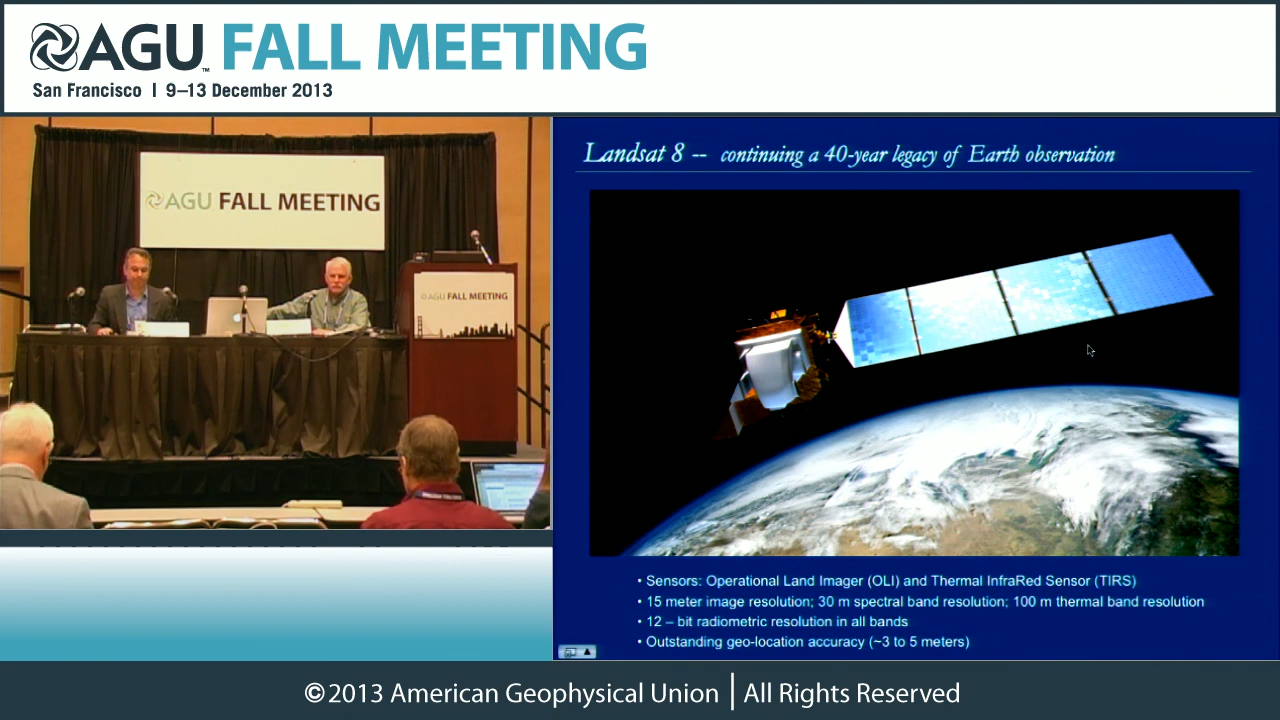 AGU™ FALL MEETING
San Francisco | 9–13 December 2013
AGU FALL MEETING
AGU FALL MEETING
Landsat 8 -- continuing a 40-year legacy of Earth observation
• Sensors: Operational Land Imager (OLI) and Thermal InfraRed Sensor (TIRS)
• 15 meter image resolution; 30 m spectral band resolution; 100 m thermal band resolution
• 12 – bit radiometric resolution in all bands
• Outstanding geo-location accuracy (~3 to 5 meters)
©2013 American Geophysical Union | All Rights Reserved